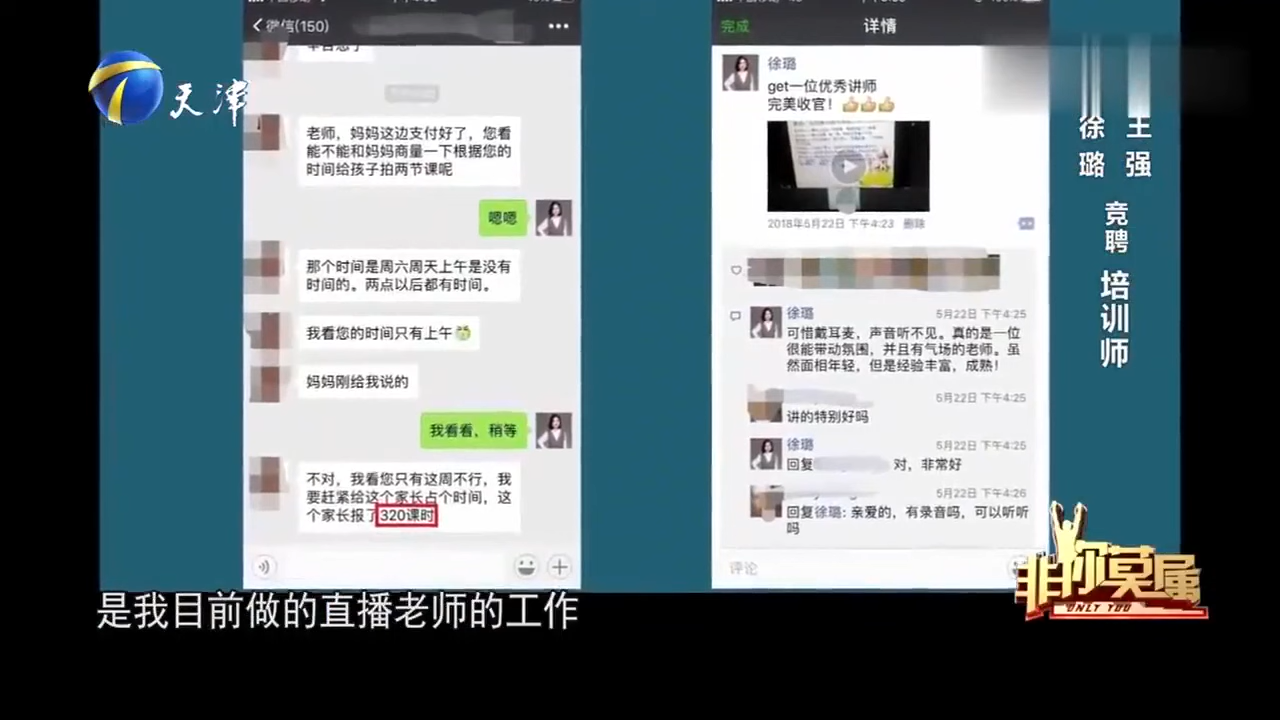 天津
微信(150)
老师，妈妈这边支付好了，您看
能不能和妈妈商量一下根据您的
时间给孩子拍两节课呢
嗯嗯
那个时间是周六周天上午是没有
时间的。两点以后都有时间。
我看您的时间只有上午
妈妈刚给我说的
我看看，稍等
不对，我看您只有这周不行，我
要赶紧给这个家长占个时间，这
个家长报了320课时
完成
详情
徐璐
get一位优秀讲师
完美收官！👍👍👍
2018年5月22日 下午4:23 删除
徐璐
5月22日 下午4:25
可惜戴耳麦，声音听不见。真的是一位
很能带动氛围，并且有气场的老师。虽
然面相年轻，但是经验丰富，成熟！
5月22日 下午4:25
讲的特别好吗
徐璐
5月22日 下午4:25
回复
对，非常好
5月22日 下午4:26
回复徐璐: 亲爱的，有录音吗，可以听听
吗
评论
王强
徐璐
竞聘
培训师
非你莫属
ONLY YOU
是我目前做的直播老师的工作